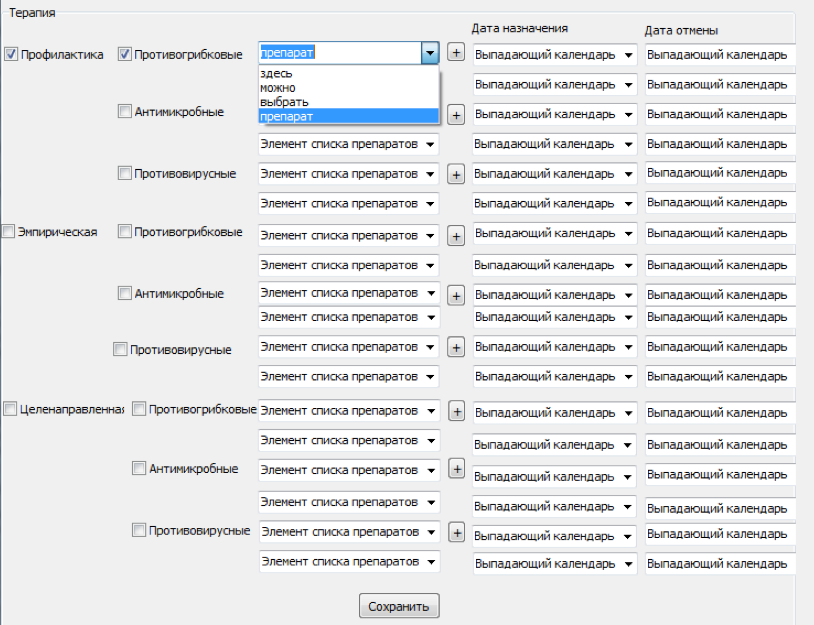 Терапия
Дата назначения Дата отмены
Профилактика Противогрибковые препарат + Выпадающий календарь Выпадающий календарь
здесь Выпадающий календарь Выпадающий календарь
можно
выбрать
Антимикробные препарат + Выпадающий календарь Выпадающий календарь
Элемент списка препаратов Выпадающий календарь Выпадающий календарь
Противовирусные Элемент списка препаратов + Выпадающий календарь Выпадающий календарь
Элемент списка препаратов Выпадающий календарь Выпадающий календарь
Эмпирическая Противогрибковые Элемент списка препаратов + Выпадающий календарь Выпадающий календарь
Элемент списка препаратов Выпадающий календарь Выпадающий календарь
Антимикробные Элемент списка препаратов + Выпадающий календарь Выпадающий календарь
Элемент списка препаратов Выпадающий календарь Выпадающий календарь
Противовирусные Элемент списка препаратов + Выпадающий календарь Выпадающий календарь
Элемент списка препаратов Выпадающий календарь Выпадающий календарь
Целенаправленная Противогрибковые Элемент списка препаратов + Выпадающий календарь Выпадающий календарь
Элемент списка препаратов Выпадающий календарь Выпадающий календарь
Антимикробные Элемент списка препаратов + Выпадающий календарь Выпадающий календарь
Элемент списка препаратов Выпадающий календарь Выпадающий календарь
Противовирусные Элемент списка препаратов + Выпадающий календарь Выпадающий календарь
Элемент списка препаратов Выпадающий календарь Выпадающий календарь
Сохранить